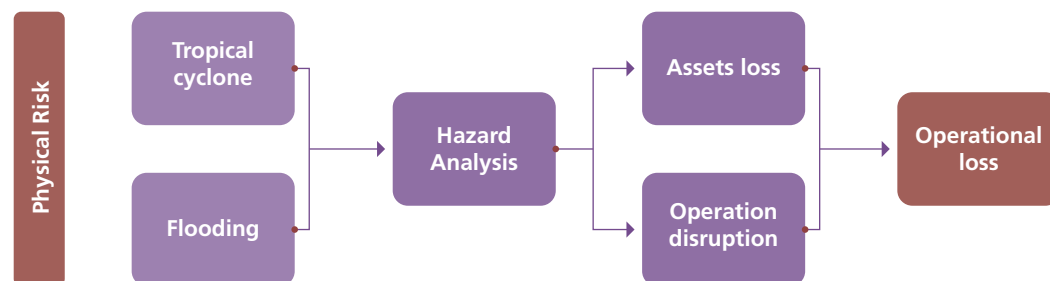 Physical Risk
Tropical
cyclone
Flooding
Hazard
Analysis
Assets loss
Operation
disruption
Operational
loss